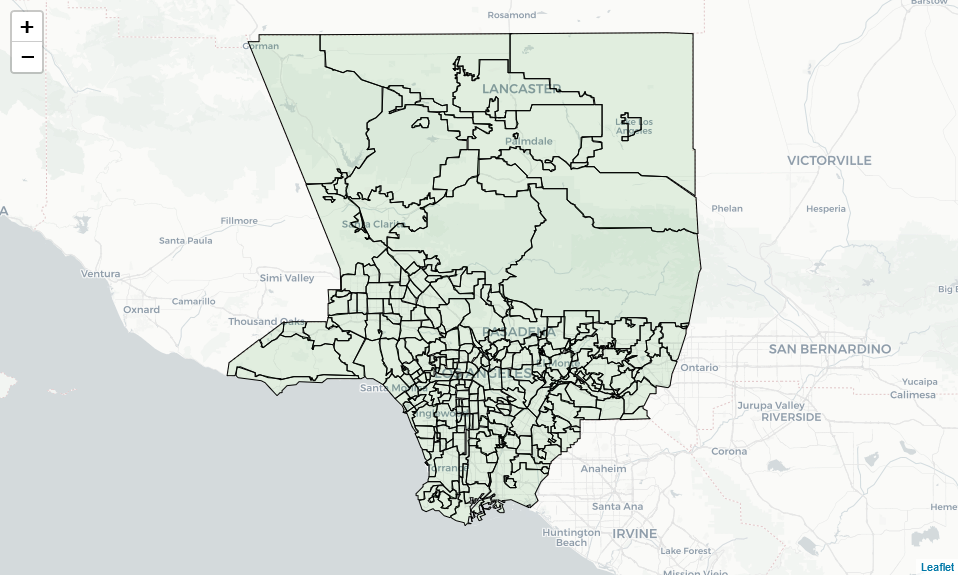 +
−
Rosamond
Barstow
Gorman
LANCASTER
Lake Los
Angeles
Palmdale
VICTORVILLE
A
Phelan
Hesperia
Fillmore
Santa Clarita
Santa Paula
Ventura
Simi Valley
Big B
Camarillo
Oxnard
Thousand Oaks
PASADENA
SAN BERNARDINO
El Monte
Ontario
LOS ANGELES
Yucaipa
Calimesa
Santa Monica
Jurupa Valley
RIVERSIDE
Inglewood
Corona
Torrance
Anaheim
Santa Ana
Heme
Huntington
Beach
IRVINE
Lake Forest
Mission Viejo
Leaflet